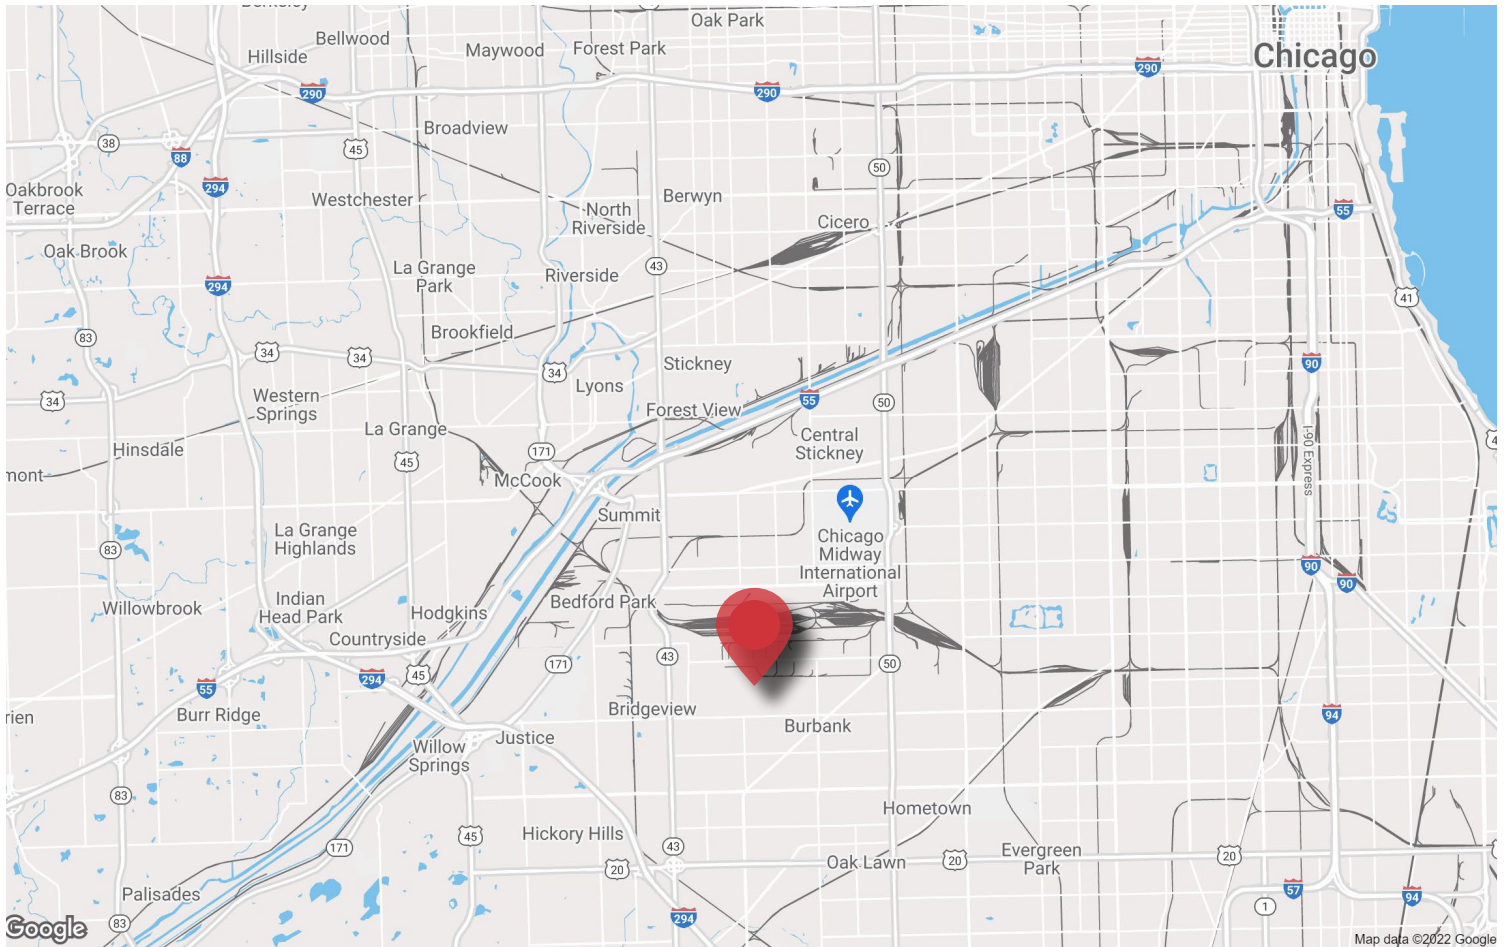 Berkeley
Oak Park
Bellwood
Maywood
Forest Park
Hillside
Chicago
290
290
290
Broadview
38
45
88
50
294
Oakbrook
Terrace
Westchester
Berwyn
North
Riverside
Cicero
55
Oak Brook
La Grange
Park
43
Riverside
294
41
83
Brookfield
34
34
34
Stickney
90
Lyons
Western
Springs
34
55
50
Forest View
La Grange
Central
Stickney
I-90 Express
4
Hinsdale
171
45
mont
McCook
Summit
Chicago
Midway
International
Airport
La Grange
Highlands
83
90
90
Willowbrook
Indian
Head Park
Hodgkins
Bedford Park
Countryside
43
171
50
45
294
55
Bridgeview
Burr Ridge
rien
94
Burbank
Justice
Willow
Springs
83
Hometown
45
Hickory Hills
171
43
20
Oak Lawn
20
Evergreen
Park
20
57
94
Palisades
1
83
294
Google
Map data ©2022 Google